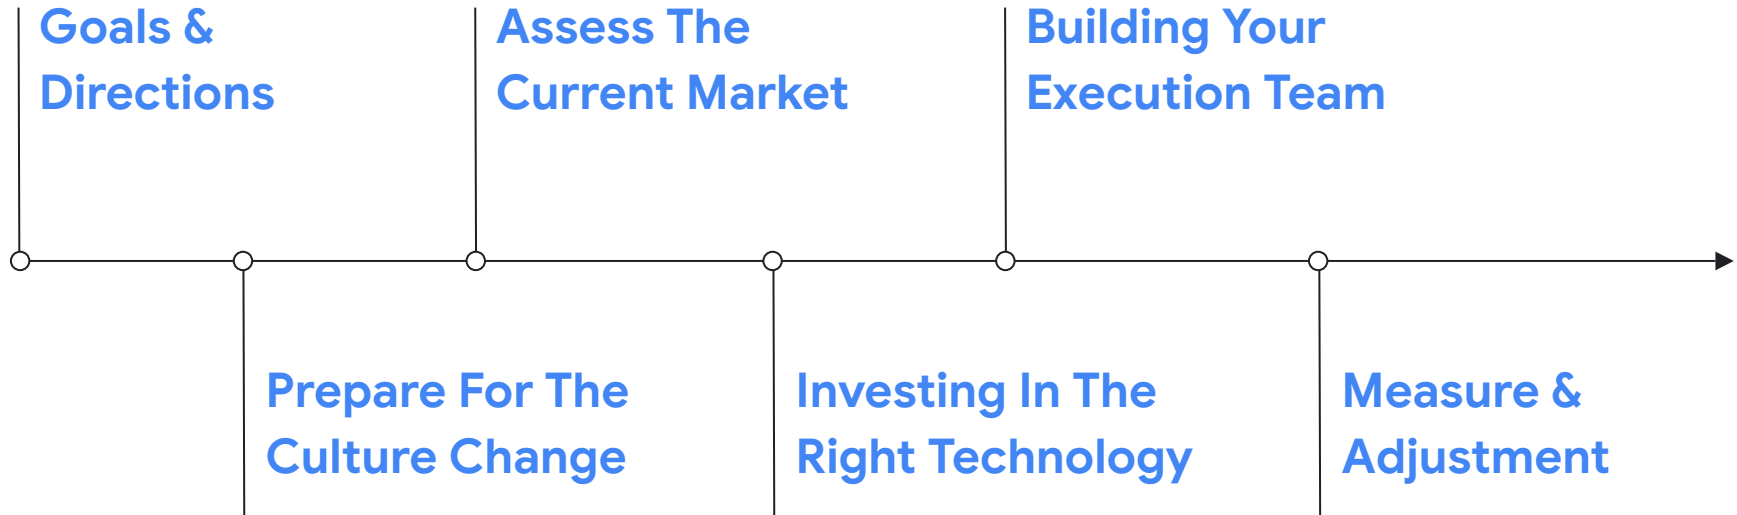 Goals &
Directions
Prepare For The
Culture Change
Assess The
Current Market
Investing In The
Right Technology
Building Your
Execution Team
Measure &
Adjustment